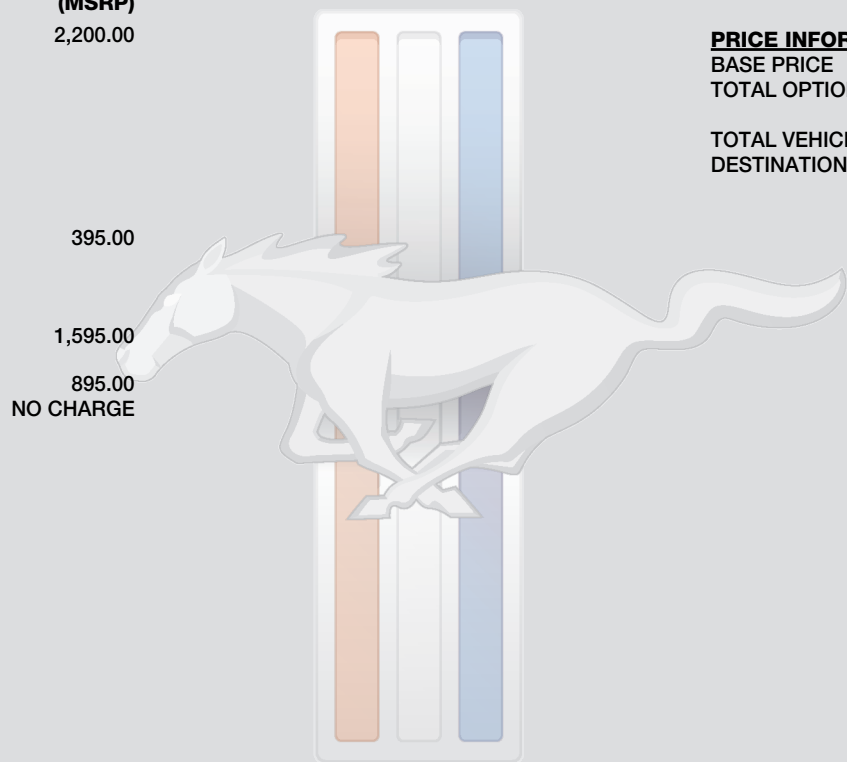 (MSRP)
2,200.00
395.00
1,595.00
895.00
NO CHARGE
PRICE INFOR
BASE PRICE
TOTAL OPTIO
TOTAL VEHICL
DESTINATION